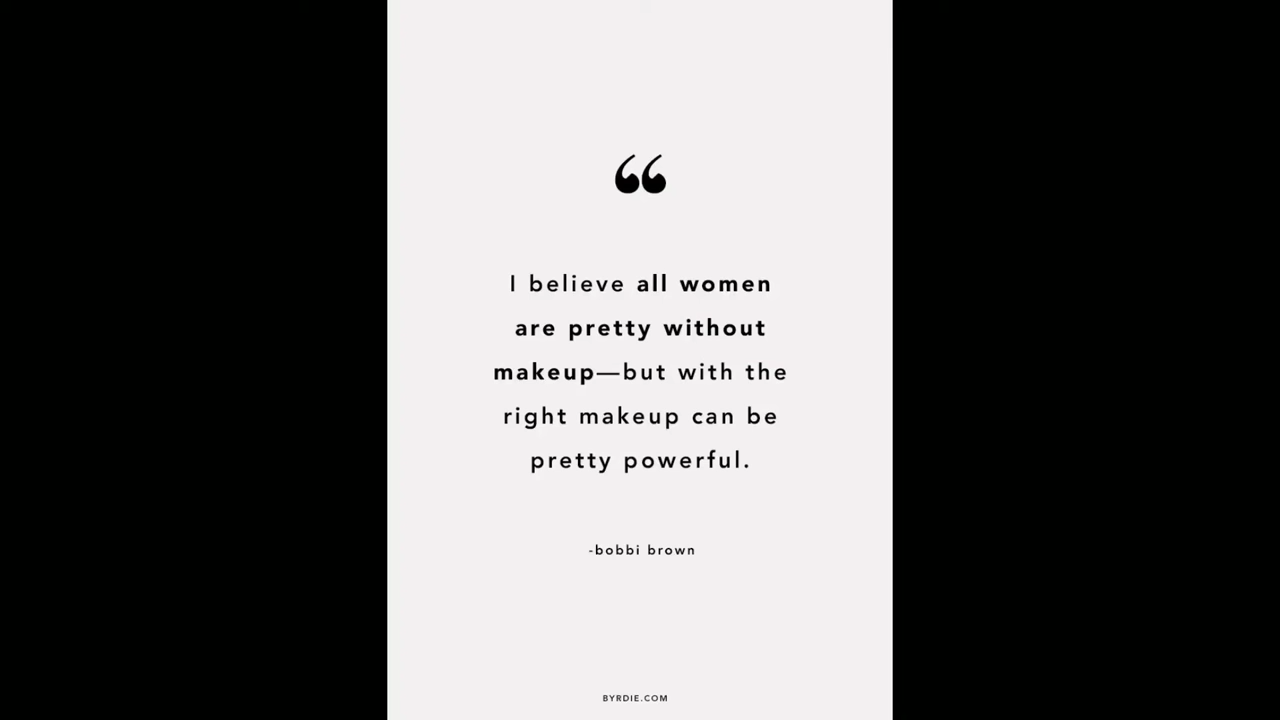 “
I believe all women
are pretty without
makeup—but with the
right makeup can be
pretty powerful.
-bobbi brown
BYRDIE.COM